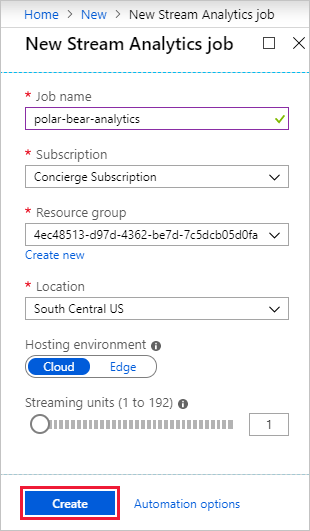 Home > New > New Stream Analytics job
New Stream Analytics job
* Job name
polar-bear-analytics
* Subscription
Concierge Subscription
* Resource group
4ec48513-d97d-4362-be7d-7c5dcb05d0fa
Create new
* Location
South Central US
Hosting environment
Cloud Edge
Streaming units (1 to 192)
1
Create Automation options